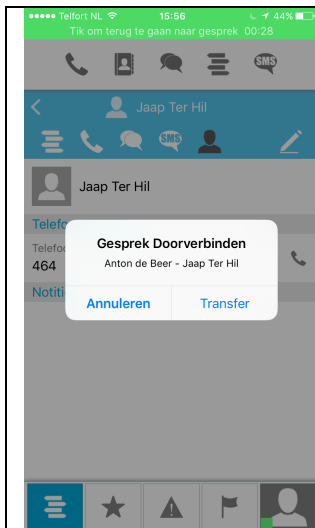 Telfort NL 15:56 44%
Tik om terug te gaan naar gesprek 00:28
SMS
Jaap Ter Hil
SMS
Jaap Ter Hil
Telefo
Gesprek Doorverbinden
Telefoo
Anton de Beer - Jaap Ter Hil
464
Notiti
Annuleren Transfer